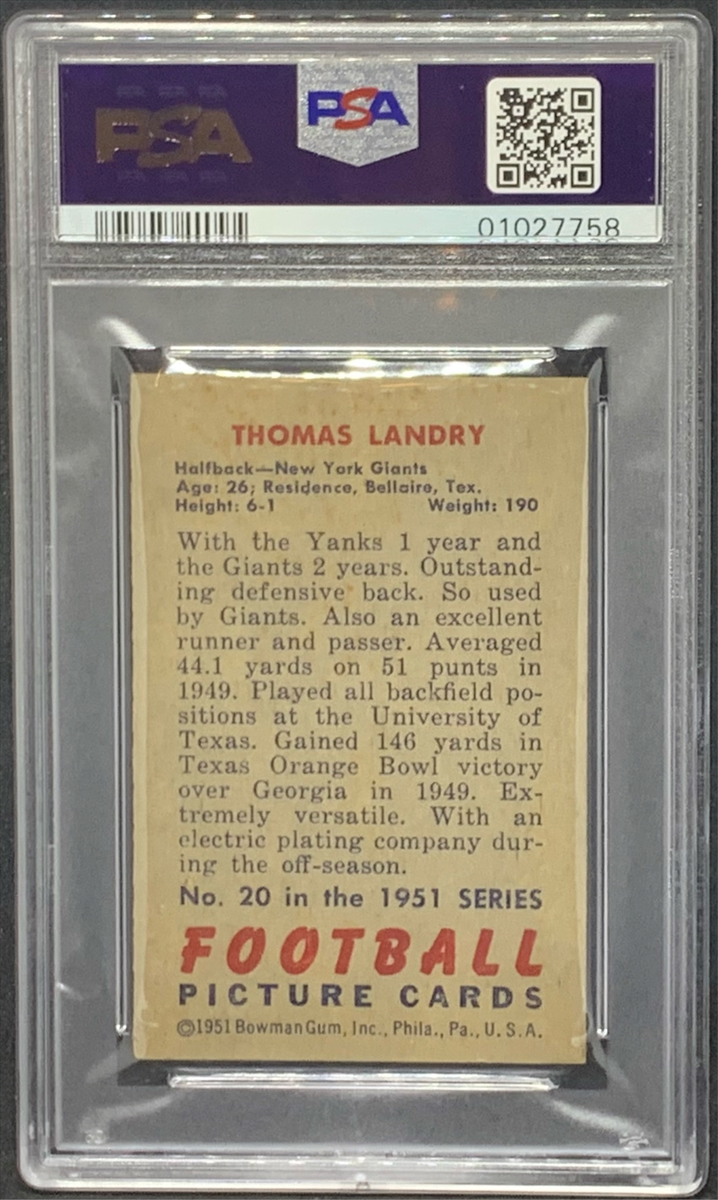 PSA
PSA
01027758
THOMAS LANDRY
Halfback—New York Giants
Age: 26; Residence, Bellaire, Tex.
Height: 6-1 Weight: 190
With the Yanks 1 year and
the Giants 2 years. Outstand-
ing defensive back. So used
by Giants. Also an excellent
runner and passer. Averaged
44.1 yards on 51 punts in
1949. Played all backfield po-
sitions at the University of
Texas. Gained 146 yards in
Texas Orange Bowl victory
over Georgia in 1949. Ex-
tremely versatile. With an
electric plating company dur-
ing the off-season.
No. 20 in the 1951 SERIES
FOOTBALL
PICTURE CARDS
©1951 Bowman Gum, Inc., Phila., Pa., U. S. A.